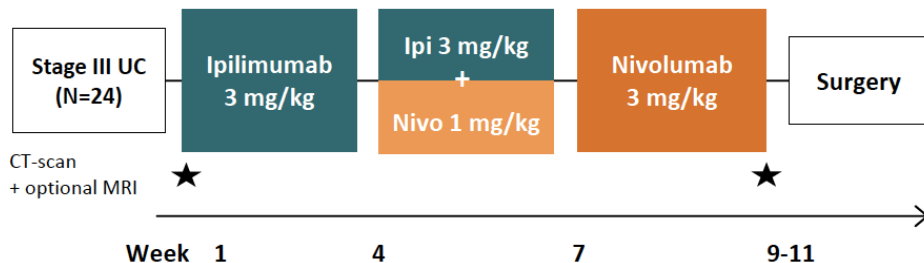 Stage III UC
(N=24)
Ipilimumab
3 mg/kg
Ipi 3 mg/kg
+
Nivo 1 mg/kg
Nivolumab
3 mg/kg
Surgery
CT-scan
+ optional MRI
Week 1 4 7 9-11